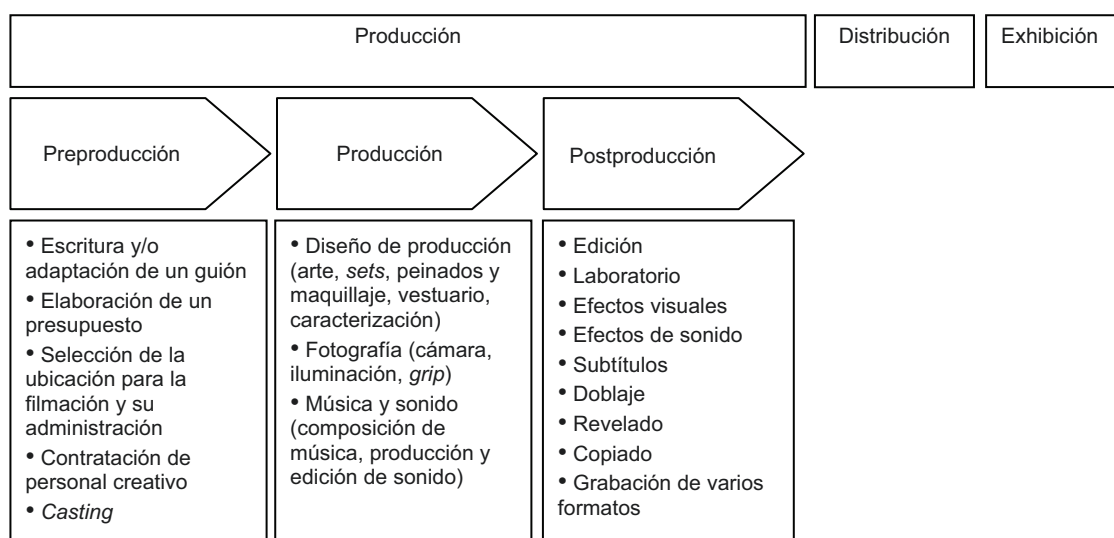 Producción
Distribución
Exhibición
Preproducción
Producción
Postproducción
• Escritura y/o
adaptación de un guión
• Elaboración de un
presupuesto
• Selección de la
ubicación para la
filmación y su
administración
• Contratación de
personal creativo
• Casting
• Diseño de producción
(arte, sets, peinados y
maquillaje, vestuario,
caracterización)
• Fotografía (cámara,
iluminación, grip)
• Música y sonido
(composición de
música, producción y
edición de sonido)
• Edición
• Laboratorio
• Efectos visuales
• Efectos de sonido
• Subtítulos
• Doblaje
• Revelado
• Copiado
• Grabación de varios
formatos